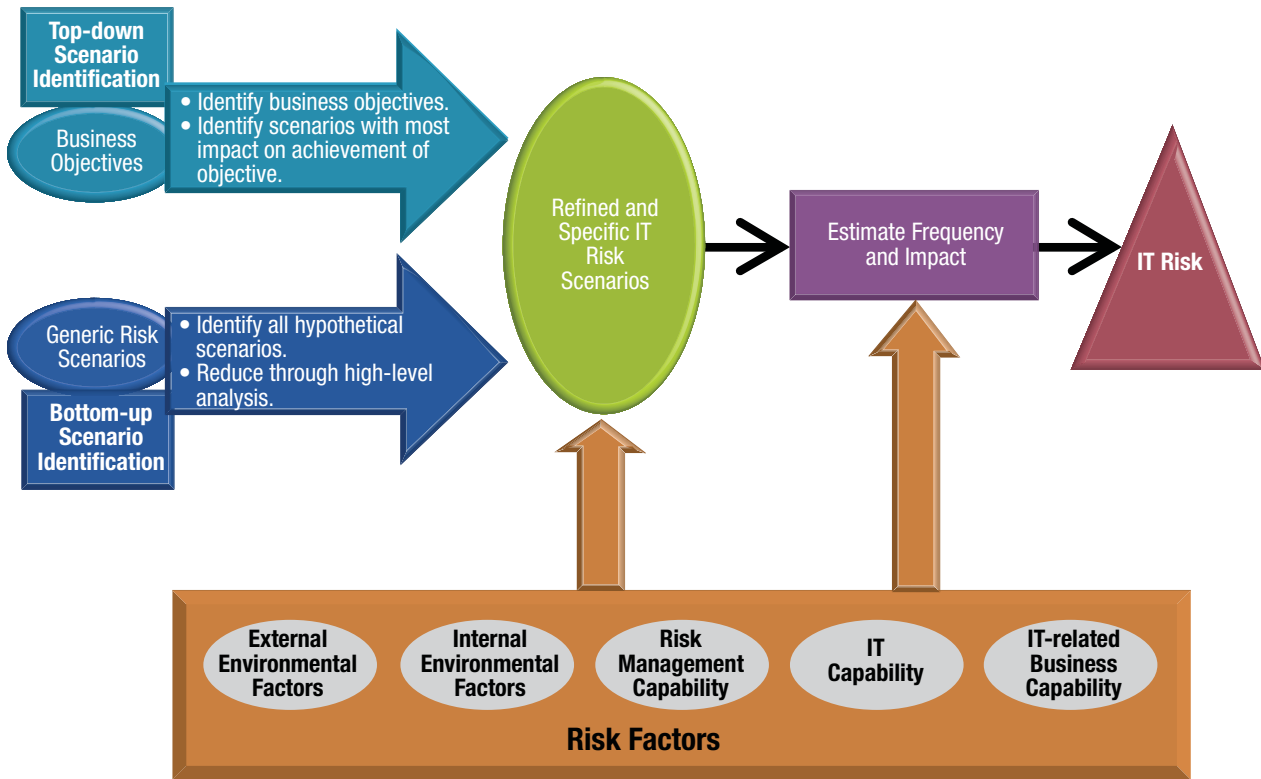 Top-down
Scenario
Identification
Business
Objectives
• Identify business objectives.
• Identify scenarios with most
impact on achievement of
objective.
Generic Risk
Scenarios
Bottom-up
Scenario
Identification
• Identify all hypothetical
scenarios.
• Reduce through high-level
analysis.
Refined and
Specific IT
Risk
Scenarios
Estimate Frequency
and Impact
IT Risk
External
Environmental
Factors
Internal
Environmental
Factors
Risk
Management
Capability
IT
Capability
IT-related
Business
Capability
Risk Factors